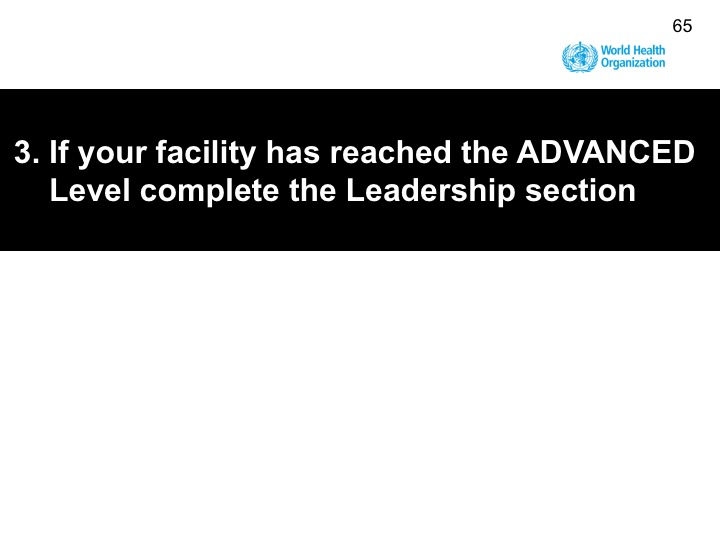 65
World Health
Organization
3. If your facility has reached the ADVANCED
Level complete the Leadership section